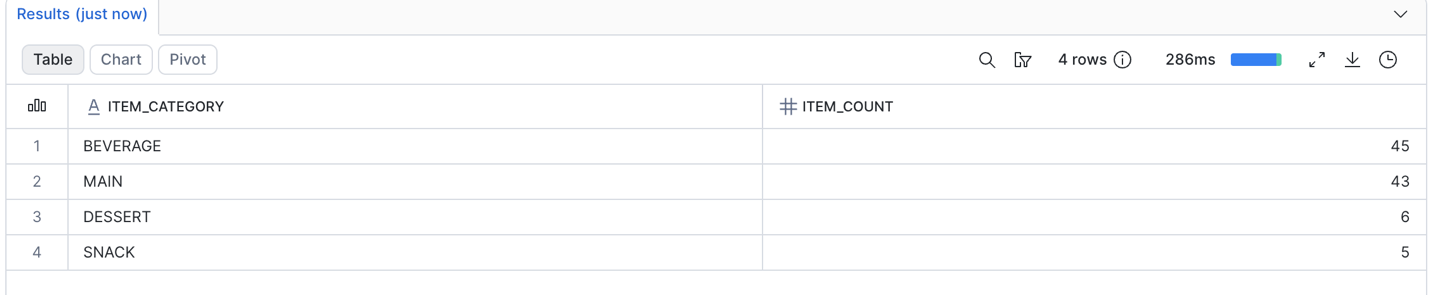 Results (just now)
Table Chart Pivot 4 rows 286ms
A ITEM_CATEGORY # ITEM_COUNT
1 BEVERAGE 45
2 MAIN 43
3 DESSERT 6
4 SNACK 5